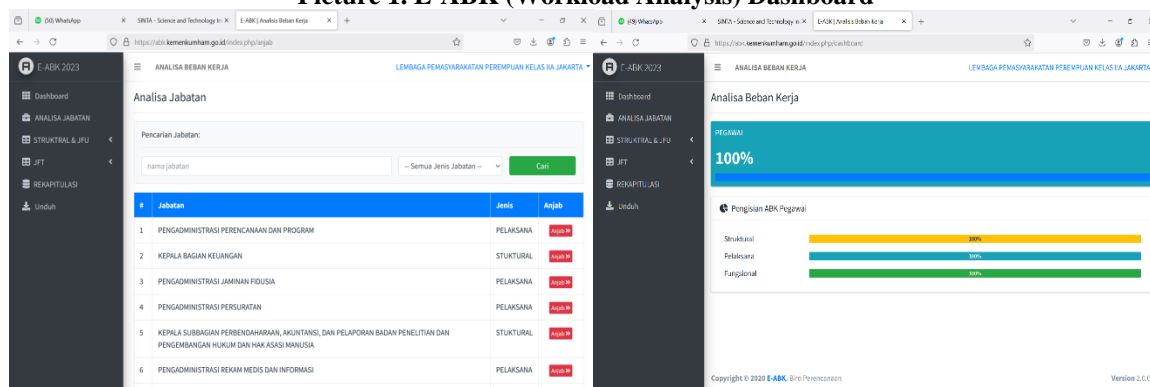 Picture 1. E-ABK (Workload Analysis) Dashboard
(50) WhatsApp
SINTA - Science and Technology In
E-ABK | Analisis Beban Kerja
https://abk.kemenkumham.go.id/index.php/anjab
E-ABK 2023
ANALISA BEBAN KERJA
LEMBAGA PEMASYARAKATAN PEREMPUAN KELAS IIA JAKARTA
Dashboard
ANALISA JABATAN
STRUKTRAL & JFU
JFT
REKAPITULASI
Unduh
Analisa Jabatan
Pencarian Jabatan:
nama jabatan
-- Semua Jenis Jabatan --
Cari
# Jabatan Jenis Anjab
1 PENGADMINISTRASI PERENCANAAN DAN PROGRAM PELAKSANA Anjab
2 KEPALA BAGIAN KEUANGAN STUKTURAL Anjab
3 PENGADMINISTRASI JAMINAN FIDUSIA PELAKSANA Anjab
4 PENGADMINISTRASI PERSURATAN PELAKSANA Anjab
5 KEPALA SUBBAGIAN PERBENDAHARAAN, AKUNTANSI, DAN PELAPORAN BADAN PENELITIAN DAN STUKTURAL Anjab
PENGEMBANGAN HUKUM DAN HAK ASASI MANUSIA
6 PENGADMINISTRASI REKAM MEDIS DAN INFORMASI PELAKSANA Anjab
(49) WhatsApp
SINTA - Science and Technology In
E-ABK | Analisis Beban Kerja
https://abk.kemenkumham.go.id/index.php/dashboard
E-ABK 2023
ANALISA BEBAN KERJA
LEMBAGA PEMASYARAKATAN PEREMPUAN KELAS IIA JAKARTA
Dashboard
ANALISA JABATAN
STRUKTRAL & JFU
JFT
REKAPITULASI
Unduh
Analisa Beban Kerja
PEGAWAI
100%
Pengisian ABK Pegawai
Struktural 100%
Pelaksana 100%
Fungsional 100%
Copyright © 2020 E-ABK. Biro Perencanaan
Version 2.0.0